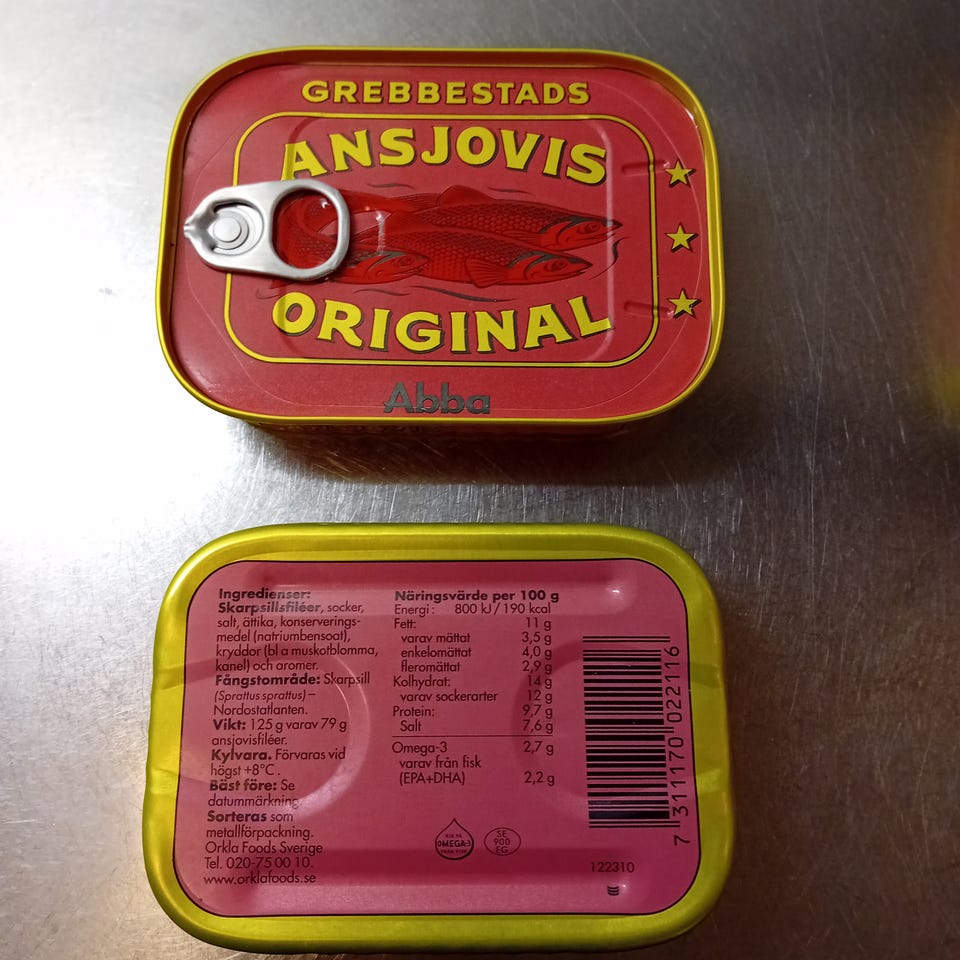 GREBBESTADS
ANSJOVIS
ORIGINAL
Abba
Ingredienser:
Skarpsillsfiléer, socker,
salt, ättika, konserverings-
medel (natriumbensoat),
kryddor (bl a muskotblomma,
kanel) och aromer.
Fångstområde: Skarpsill
(Sprattus sprattus) –
Nordostatlanten.
Vikt: 125 g varav 79 g
ansjovisfiléer.
Kylvara. Förvaras vid
högst +8°C.
Bäst före: Se
datummärkning.
Sorteras som
metallförpackning.
Orkla Foods Sverige
Tel. 020-75 00 10.
www.orklafoods.se
Näringsvärde per 100 g
Energi: 800 kJ/190 kcal
Fett: 11 g
varav mättat 3,5 g
enkelomättat 4,0 g
fleromättat 2,9 g
Kolhydrat: 14 g
varav sockerarter 12 g
Protein: 9,7 g
Salt 7,6 g
Omega-3 2,7 g
varav från fisk
(EPA+DHA) 2,2 g
RIK PÅ
OMEGA-3
SE
900
EG
7 311170 022116
122310